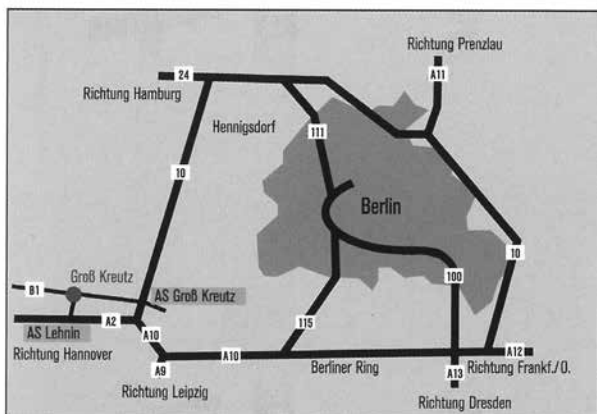 Richtung Prenzlau
A11
24
Richtung Hamburg
Hennigsdorf
111
10
Berlin
10
Groß Kreutz
B1
AS Groß Kreutz
100
AS Lehnin
A2
A10
115
Richtung Hannover
A9
A10
Berliner Ring
A12
Richtung Leipzig
A13
Richtung Frankf./O.
Richtung Dresden